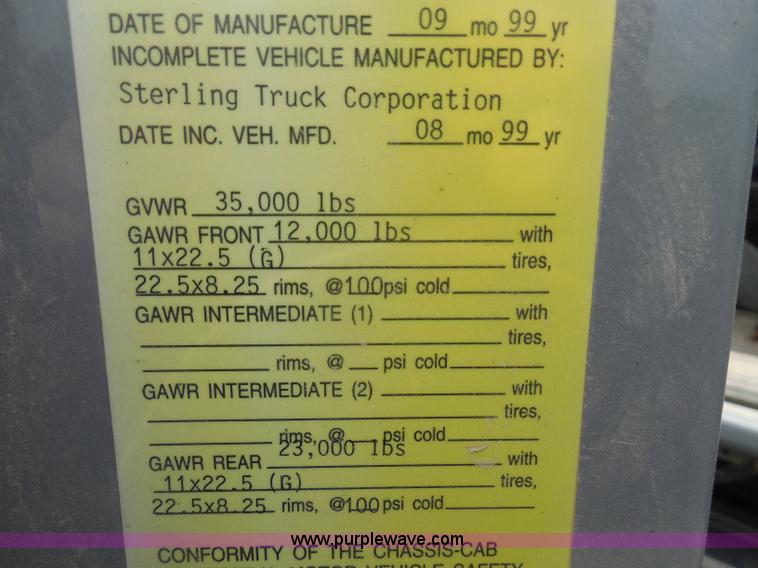 DATE OF MANUFACTURE 09 mo 99 yr
INCOMPLETE VEHICLE MANUFACTURED BY:
Sterling Truck Corporation
DATE INC. VEH. MFD. 08 mo 99 yr
GVWR 35,000 lbs
GAWR FRONT 12,000 lbs with
11x22.5 (G) tires,
22.5x8.25 rims, @100psi cold
GAWR INTERMEDIATE (1) with
tires,
rims, @ psi cold
GAWR INTERMEDIATE (2) with
tires,
rims, @ psi cold
GAWR REAR 23,000 lbs with
11x22.5 (G) tires,
22.5x8.25 rims, @100psi cold
www.purplewave.com
CONFORMITY OF THE CHASSIS-CAB
MOTOR VEHICLE SAFETY